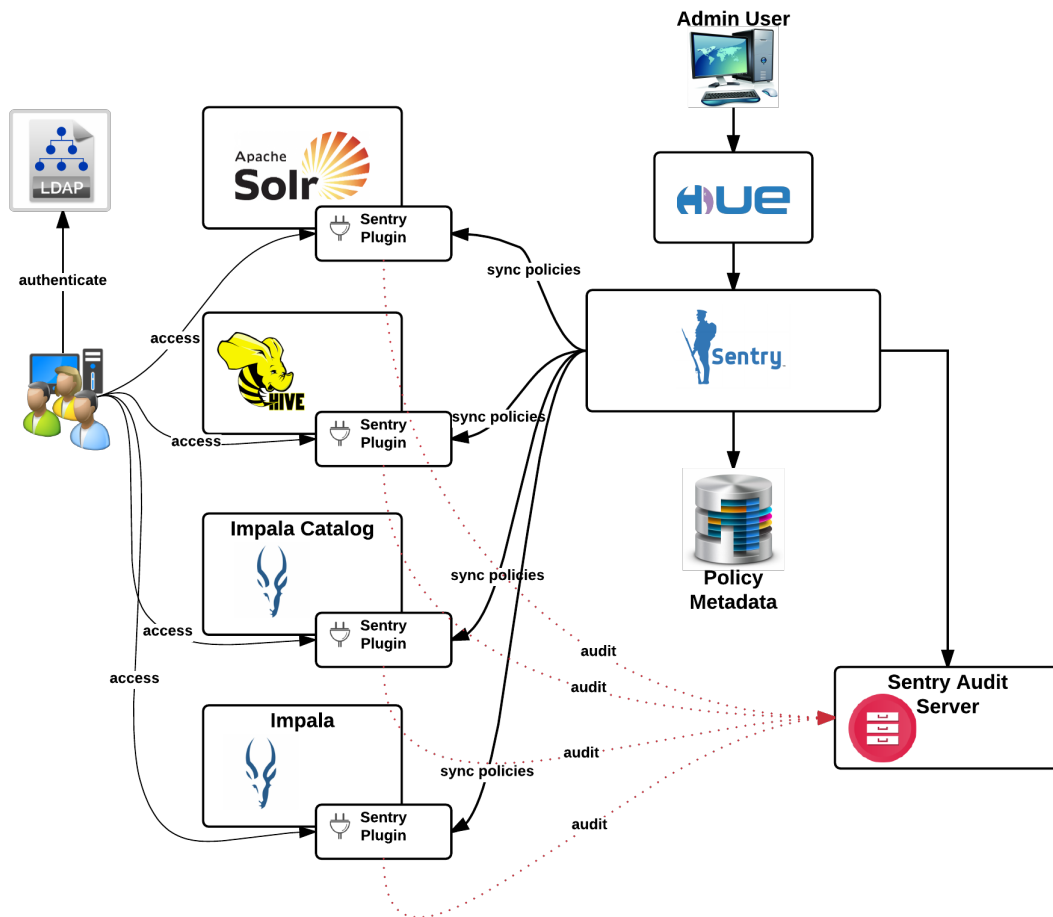 Admin User
LDAP
authenticate
Apache
Solr
Sentry
Plugin
HUE
sync policies
access
Sentry
HIVE
Sentry
Plugin
sync policies
access
Policy
Metadata
Impala Catalog
Sentry
Plugin
sync policies
access
audit
audit
Sentry Audit
Server
access
Impala
Sentry
Plugin
sync policies
audit
audit